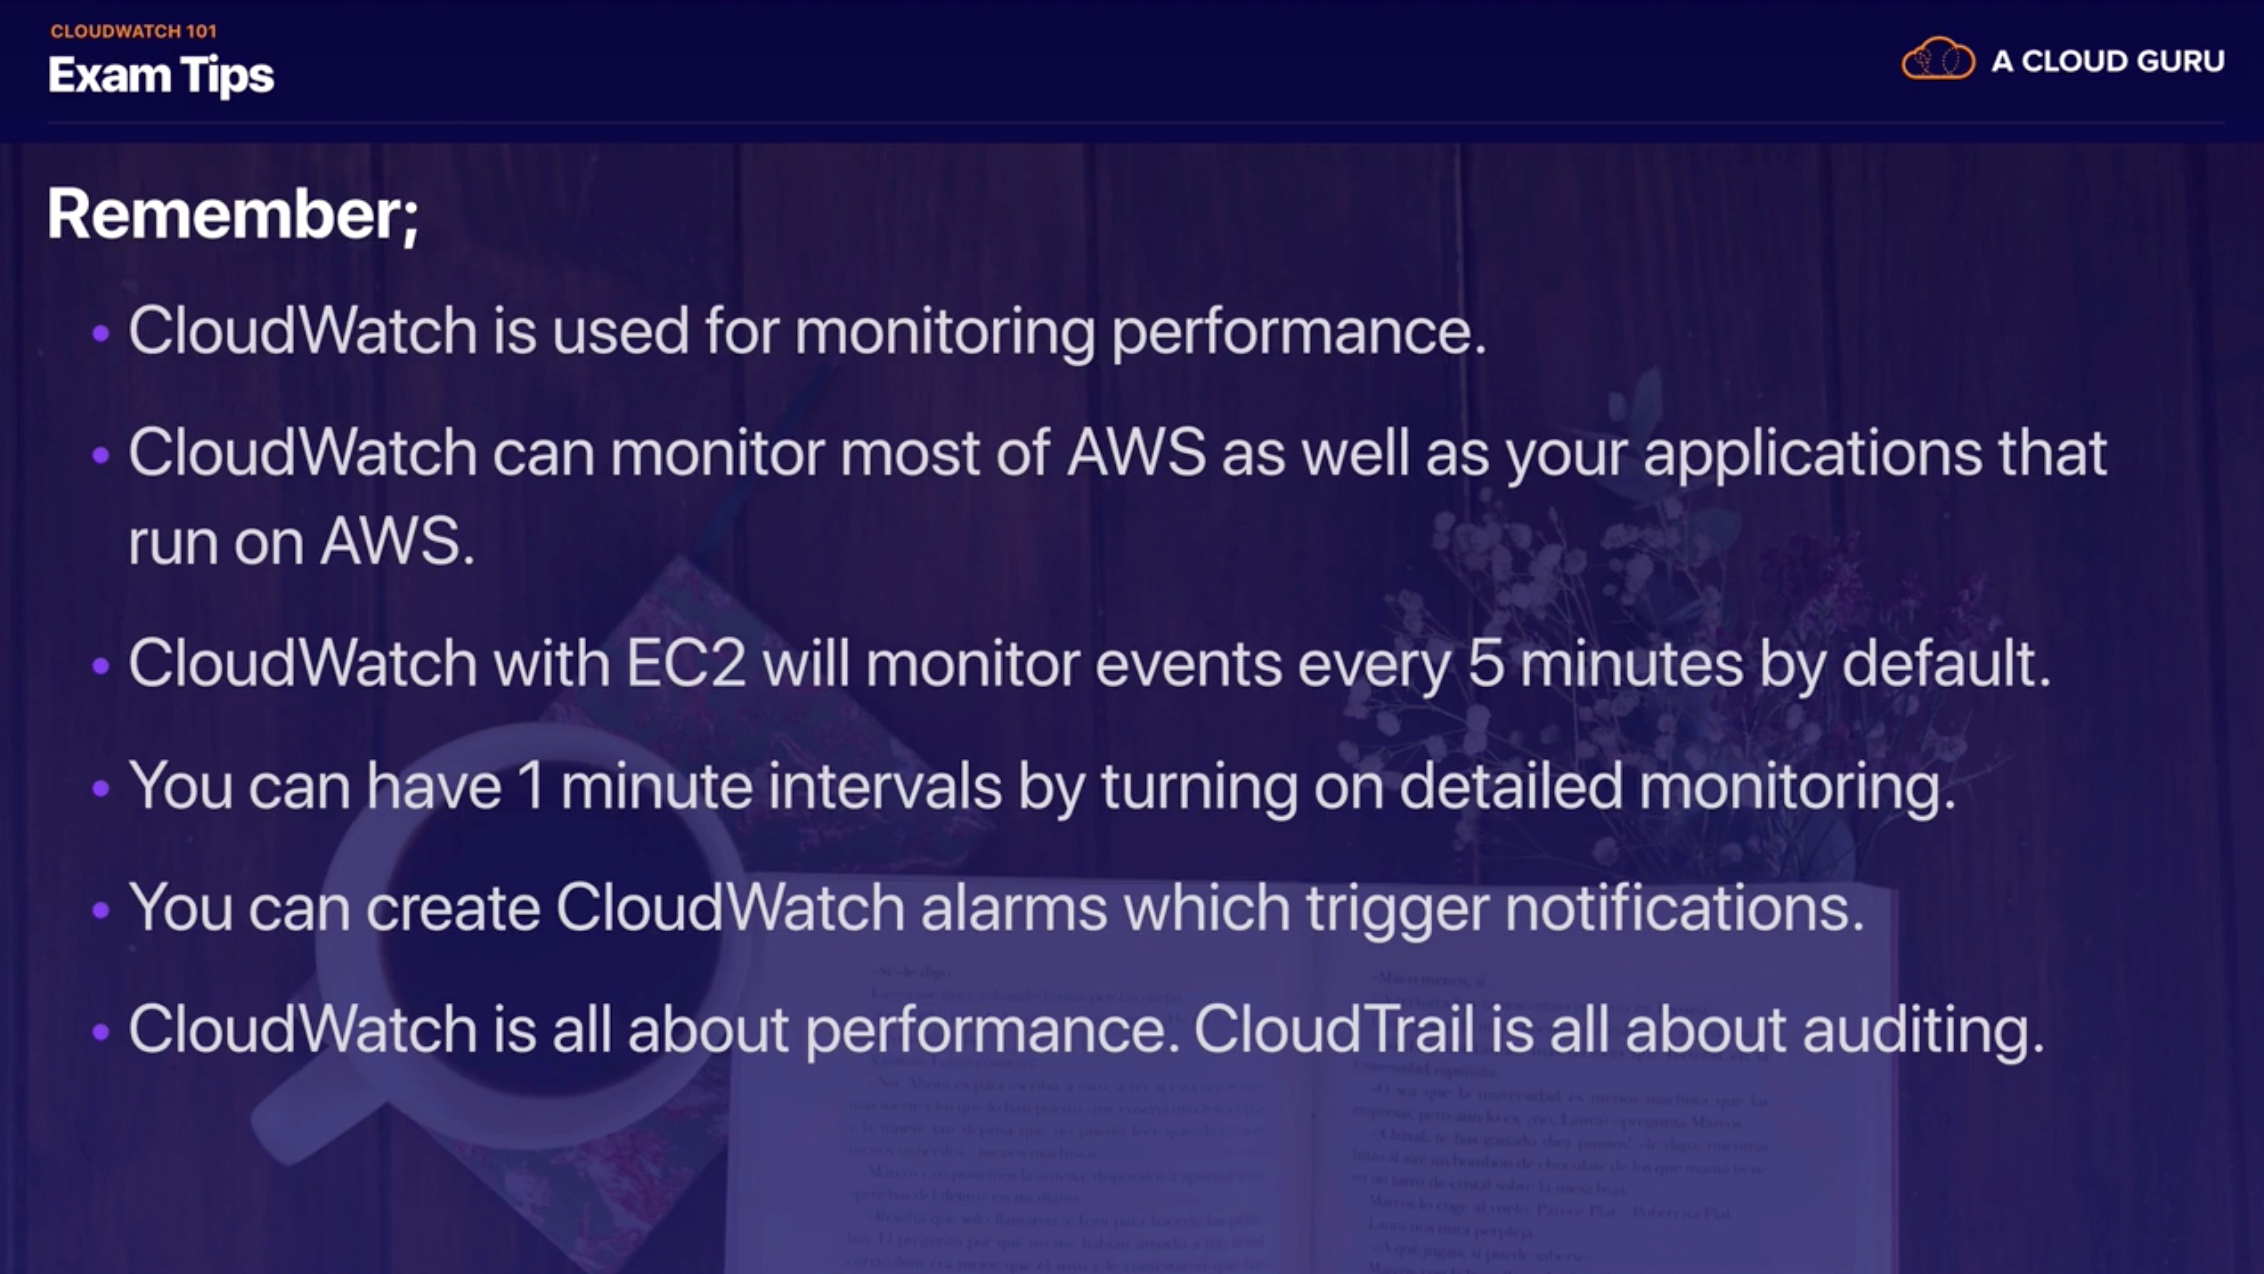 CLOUDWATCH 101
Exam Tips
A CLOUD GURU
Remember;
• CloudWatch is used for monitoring performance.
• CloudWatch can monitor most of AWS as well as your applications that
run on AWS.
• CloudWatch with EC2 will monitor events every 5 minutes by default.
• You can have 1 minute intervals by turning on detailed monitoring.
• You can create CloudWatch alarms which trigger notifications.
• CloudWatch is all about performance. CloudTrail is all about auditing.